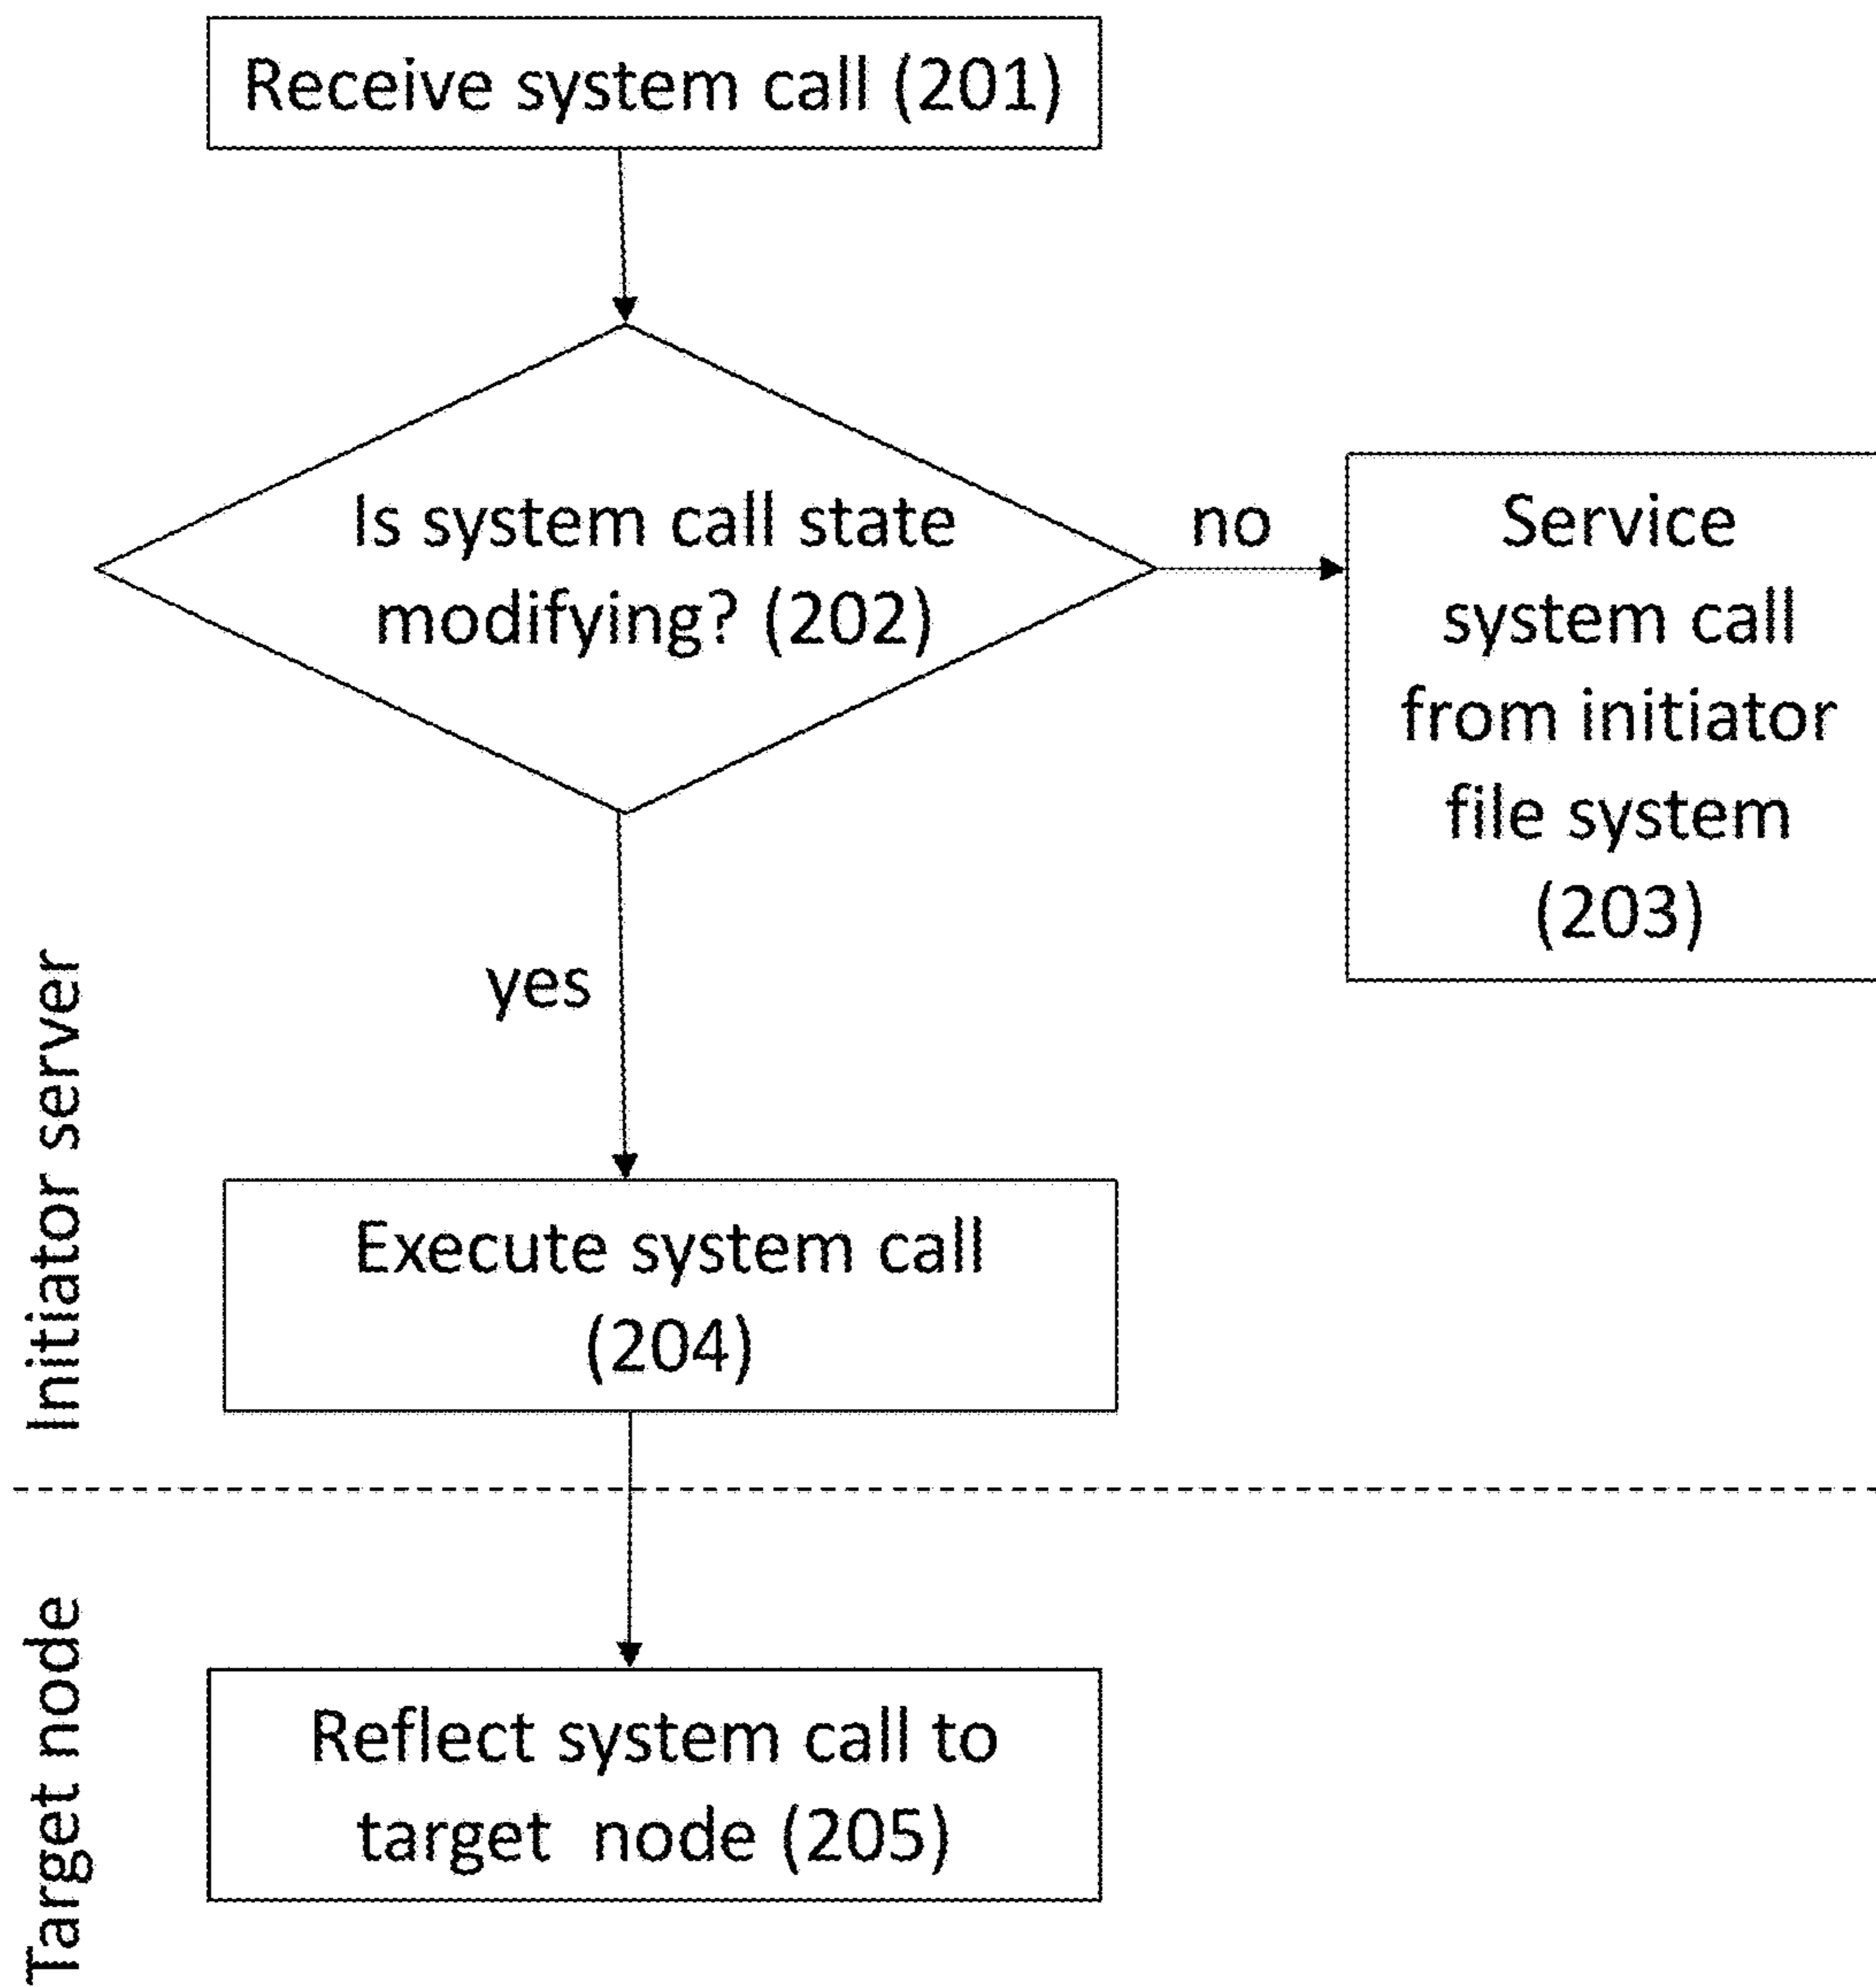 Receive system call (201)
Is system call state
modifying? (202)
no
Service
system call
from initiator
file system
(203)
yes
Execute system call
(204)
Initiator server
Reflect system call to
target node (205)
Target node